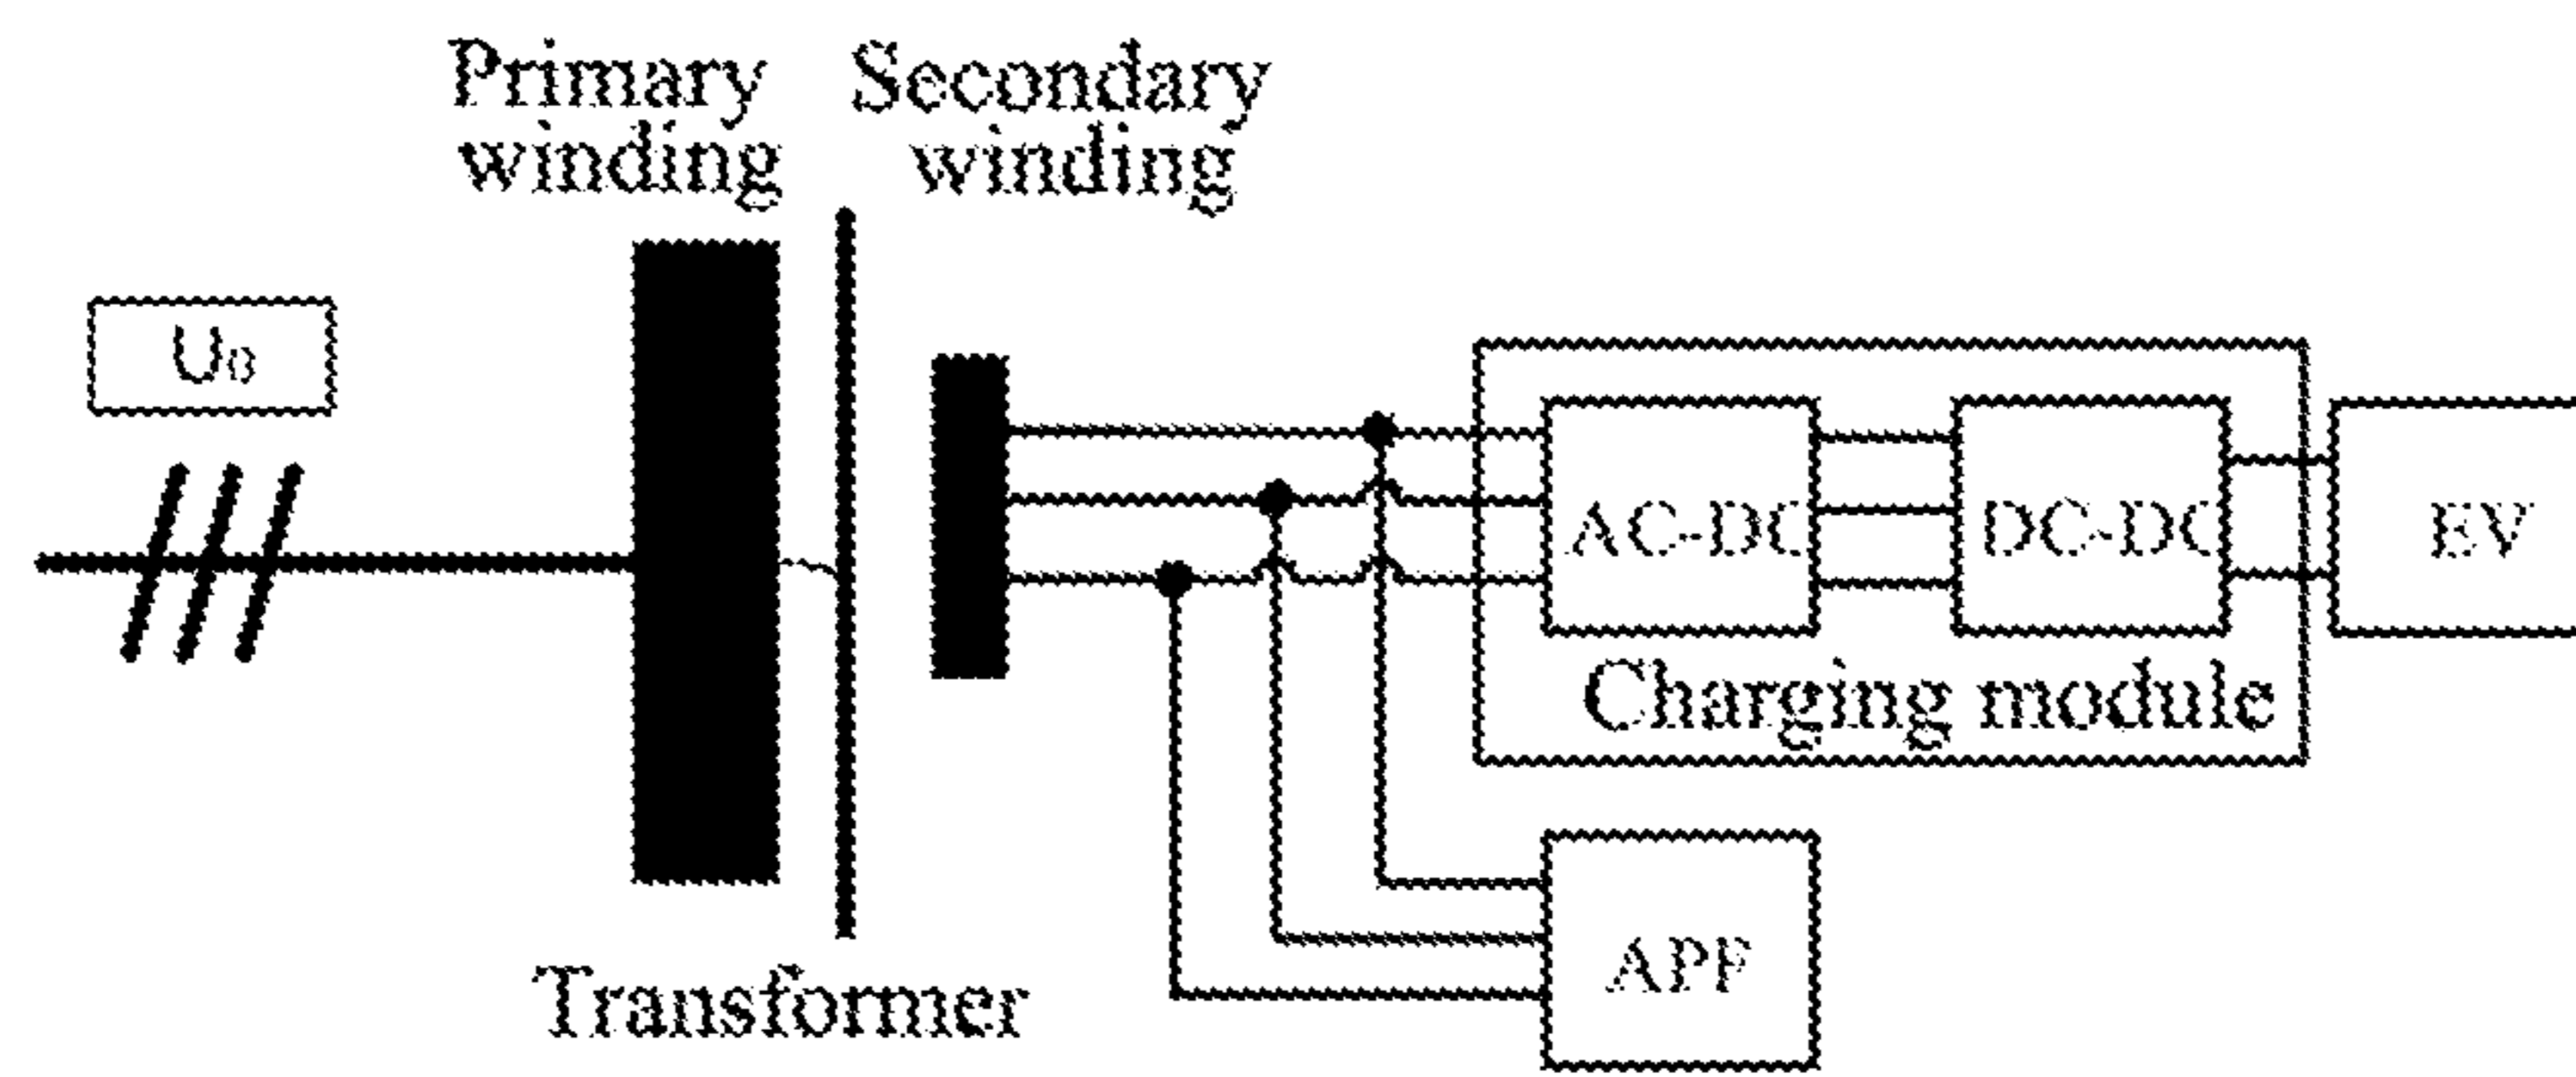 Primary
winding
Secondary
winding
U0
AC-DC
DC-DC
EV
Charging module
APF
Transformer